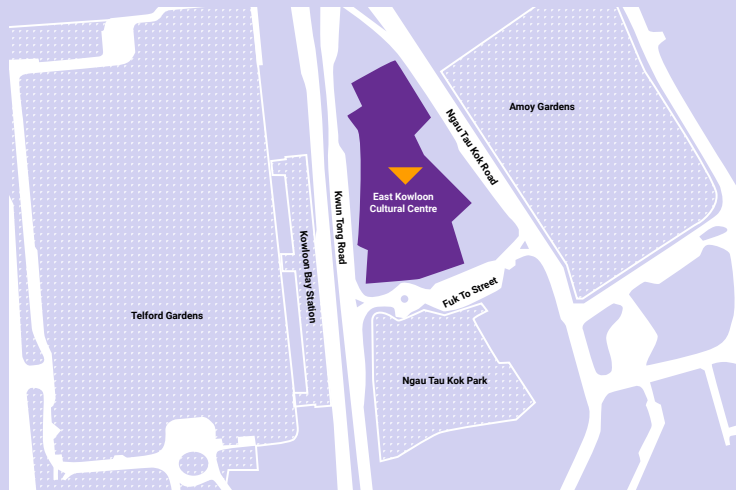 Amoy Gardens
Ngau Tau Kok Road
East Kowloon
Cultural Centre
Kwun Tong Road
Kowloon Bay Station
Fuk To Street
Telford Gardens
Ngau Tau Kok Park